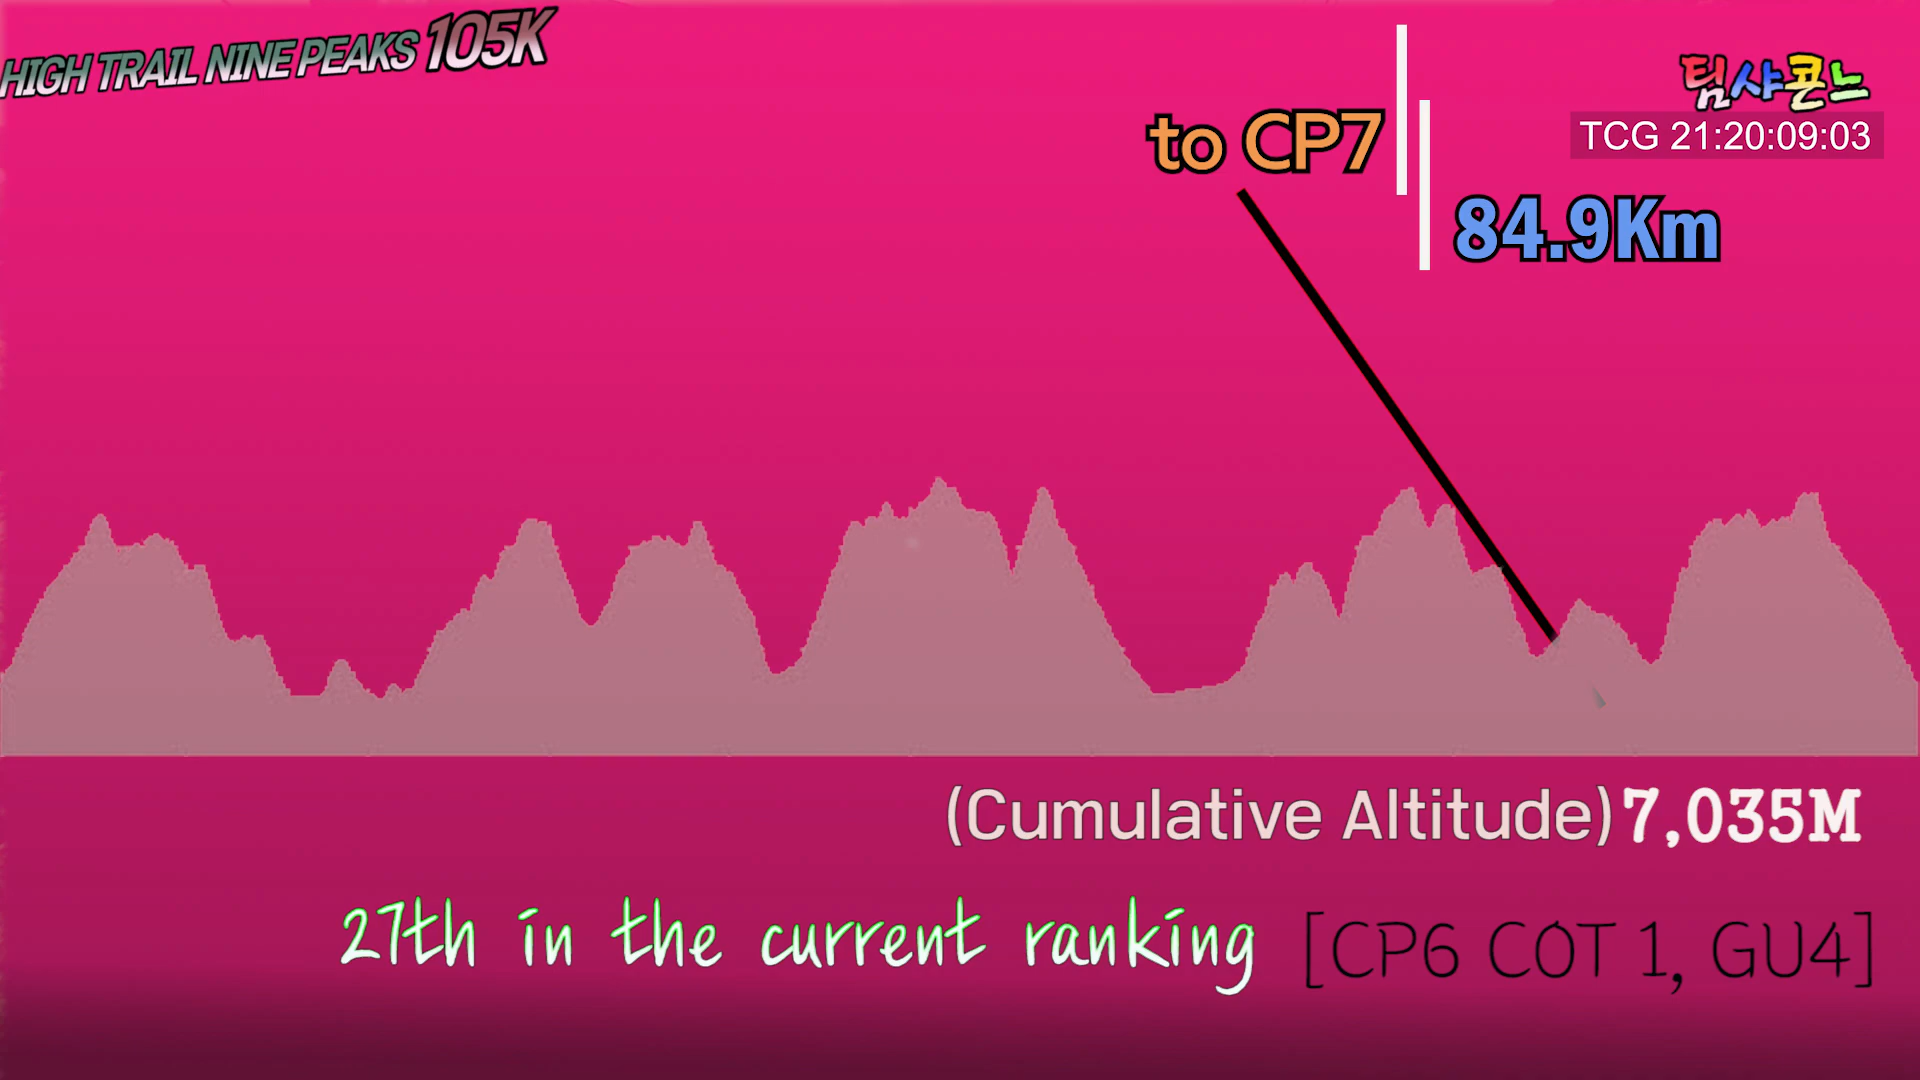 HIGH TRAIL NINE PEAKS 105K
팀샤콘느
TCG 21:20:09:03
to CP7
84.9Km
(Cumulative Altitude) 7,035M
27th in the current ranking [CP6 COT 1, GU4]